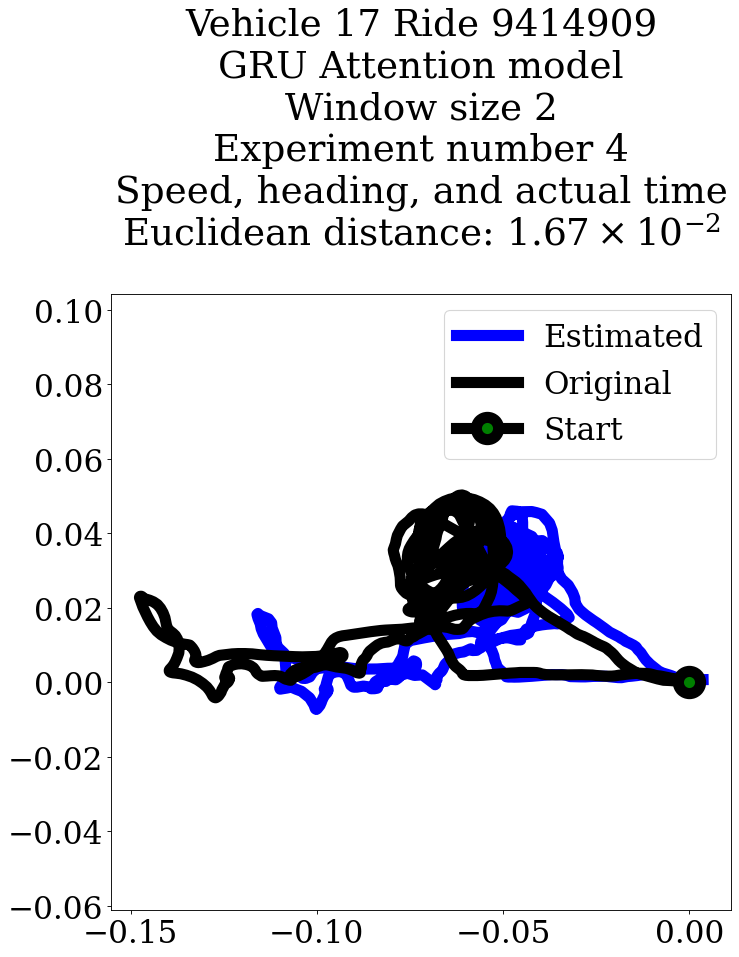 Vehicle 17 Ride 9414909
GRU Attention model
Window size 2
Experiment number 4
Speed, heading, and actual time
Euclidean distance: 1.67 × 10⁻²
Estimated
Original
Start
0.10
0.08
0.06
0.04
0.02
0.00
−0.02
−0.04
−0.06
−0.15
−0.10
−0.05
0.00